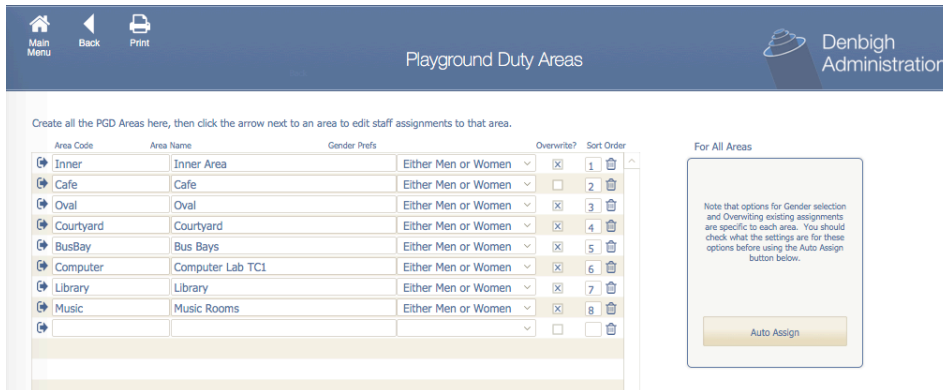 Main Menu
Back
Print
Playground Duty Areas
Denbigh
Administration
Create all the PGD Areas here, then click the arrow next to an area to edit staff assignments to that area.
Area Code Area Name Gender Prefs Overwrite? Sort Order
Inner Inner Area Either Men or Women X 1
Cafe Cafe Either Men or Women 2
Oval Oval Either Men or Women X 3
Courtyard Courtyard Either Men or Women X 4
BusBay Bus Bays Either Men or Women X 5
Computer Computer Lab TC1 Either Men or Women X 6
Library Library Either Men or Women X 7
Music Music Rooms Either Men or Women X 8
For All Areas
Note that options for Gender selection
and Overwiting existing assignments
are specific to each area. You should
check what the settings are for these
options before using the Auto Assign
button below.
Auto Assign